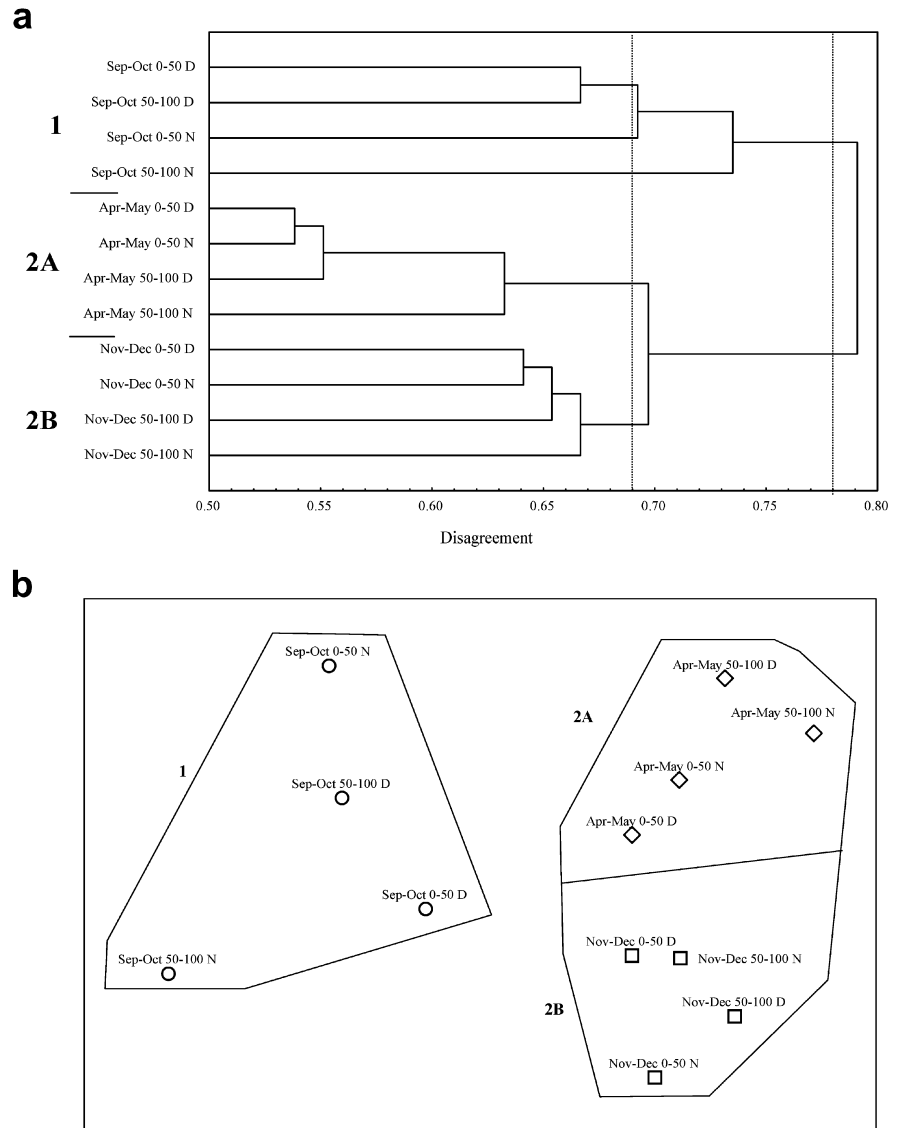 a
Sep-Oct 0-50 D
Sep-Oct 50-100 D
1
Sep-Oct 0-50 N
Sep-Oct 50-100 N
Apr-May 0-50 D
Apr-May 0-50 N
2A
Apr-May 50-100 D
Apr-May 50-100 N
Nov-Dec 0-50 D
Nov-Dec 0-50 N
2B
Nov-Dec 50-100 D
Nov-Dec 50-100 N
0.50 0.55 0.60 0.65 0.70 0.75 0.80
Disagreement
b
Sep-Oct 0-50 N
Apr-May 50-100 D
2A
Apr-May 50-100 N
1
Apr-May 0-50 N
Sep-Oct 50-100 D
Apr-May 0-50 D
Sep-Oct 0-50 D
Nov-Dec 0-50 D
Sep-Oct 50-100 N
Nov-Dec 50-100 N
Nov-Dec 50-100 D
2B
Nov-Dec 0-50 N